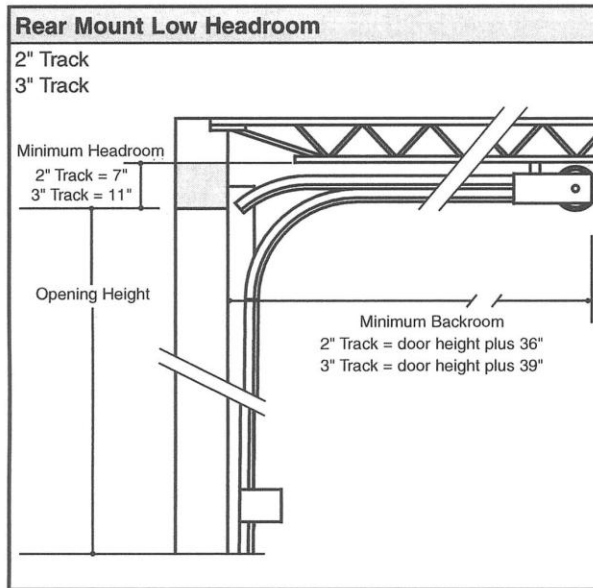 Rear Mount Low Headroom
2" Track
3" Track
Minimum Headroom
2" Track = 7"
3" Track = 11"
Opening Height
Minimum Backroom
2" Track = door height plus 36"
3" Track = door height plus 39"